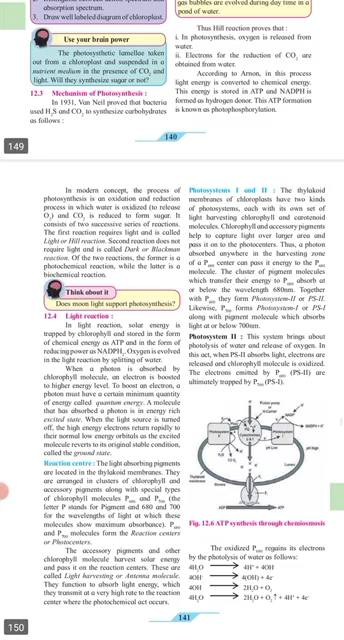 absorption spectrum.
3. Draw well labeled diagram of chloroplast.
Use your brain power
The photosynthetic lamellae taken
out from a chloroplast and suspended in a
nutrient medium in the presence of CO2 and
light. Will they synthesize sugar or not?
12.3 Mechanism of Photosynthesis :
In 1931, Van Neil proved that bacteria
used H2S and CO2 to synthesize carbohydrates
as follows :
gas bubbles are evolved during day time in a
pond of water.
Thus Hill reaction proves that :
i. In photosynthesis, oxygen is released from
water.
ii. Electrons for the reduction of CO2 are
obtained from water.
According to Arnon, in this process
light energy is converted to chemical energy.
This energy is stored in ATP and NADPH is
formed as hydrogen donor. This ATP formation
is known as photophosphorylation.
140
149
In modern concept, the process of
photosynthesis is an oxidation and reduction
process in which water is oxidized (to release
O2) and CO2 is reduced to form sugar. It
consists of two successive series of reactions.
The first reaction requires light and is called
Light or Hill reaction. Second reaction does not
require light and is called Dark or Blackman
reaction. Of the two reactions, the former is a
photochemical reaction, while the latter is a
biochemical reaction.
Think about it
Does moon light support photosynthesis?
12.4 Light reaction :
In light reaction, solar energy is
trapped by chlorophyll and stored in the form
of chemical energy as ATP and in the form of
reducing power as NADPH2. Oxygen is evolved
in the light reaction by splitting of water.
When a photon is absorbed by
chlorophyll molecule, an electron is boosted
to higher energy level. To boost an electron, a
photon must have a certain minimum quantity
of energy called quantum energy. A molecule
that has absorbed a photon is in energy rich
excited state. When the light source is turned
off, the high energy electrons return rapidly to
their normal low energy orbitals as the excited
molecule reverts to its original stable condition,
called the ground state.
Reaction centre : The light absorbing pigments
are located in the thylakoid membranes. They
are arranged in clusters of chlorophyll and
accessory pigments along with special types
of chlorophyll molecules P680 and P700 (the
letter P stands for Pigment and 680 and 700
for the wavelengths of light at which these
molecules show maximum absorbance). P680
and P700 molecules form the Reaction centers
or Photocenters.
The accessory pigments and other
chlorophyll molecule harvest solar energy
and pass it on the reaction centers. These are
called Light harvesting or Antenna molecule.
They function to absorb light energy, which
they transmit at a very high rate to the reaction
center where the photochemical act occurs.
Photosystems I and II : The thylakoid
membranes of chloroplasts have two kinds
of photosystems, each with its own set of
light harvesting chlorophyll and carotenoid
molecules. Chlorophyll and accessory pigments
help to capture light over larger area and
pass it on to the photocenters. Thus, a photon
absorbed anywhere in the harvesting zone
of a P680 center can pass it energy to the P680
molecule. The cluster of pigment molecules
which transfer their energy to P680 absorb at
or below the wavelength 680nm. Together
with P680 they form Photosystem-II or PS-II.
Likewise, P700 forms Photosystem-I or PS-I
along with pigment molecule which absorbs
light at or below 700nm.
Photosystem II : This system brings about
photolysis of water and release of oxygen. In
this act, when PS-II absorbs light, electrons are
released and chlorophyll molecule is oxidized.
The electrons emitted by P680 (PS-II) are
ultimately trapped by P700 (PS-I).
Fig. 12.6 ATP synthesis through chemiosmosis
The oxidized P680 regains its electrons
by the photolysis of water as follows:
4H2O ⟶ 4H+ + 4OH-
4OH- ⟶ 4(OH) + 4e-
4OH ⟶ 2H2O + O2
4H2O ⟶ 2H2O + O2↑ + 4H+ + 4e-
141
150